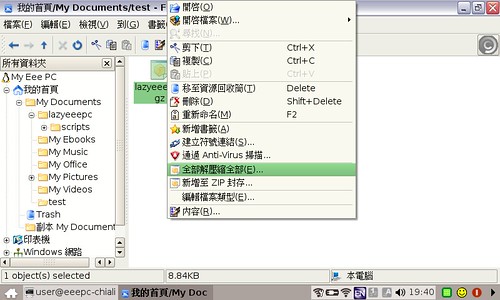 我的首頁/My Documents/test -
檔案(F) 編輯(E) 檢視(V) 到(G) 書籤
所有資料夾
My Eee PC
我的首頁
My Documents
lazyeeepc
scripts
My Ebooks
My Music
My Office
My Pictures
My Videos
test
Trash
副本 My Documen
印表機
Windows 網路
lazyeee
gz
開啓(O)
開啓檔案(W)...
尋找(N)...
剪下(T) Ctrl+X
複製(C) Ctrl+C
貼上(P) Ctrl+V
移至資源回收筒(T) Delete
刪除(D) Shift+Delete
重新命名(M) F2
新增書籤(A)
建立符號連結(S)...
通過 Anti-Virus 掃描...
全部解壓縮全部(E)...
新增至 ZIP 封存...
編輯檔案類型(E)...
內容(R)...
1 object(s) selected 8.84KB 本電腦
user@eeepc-chiali 我的首頁/My Doc 19:40